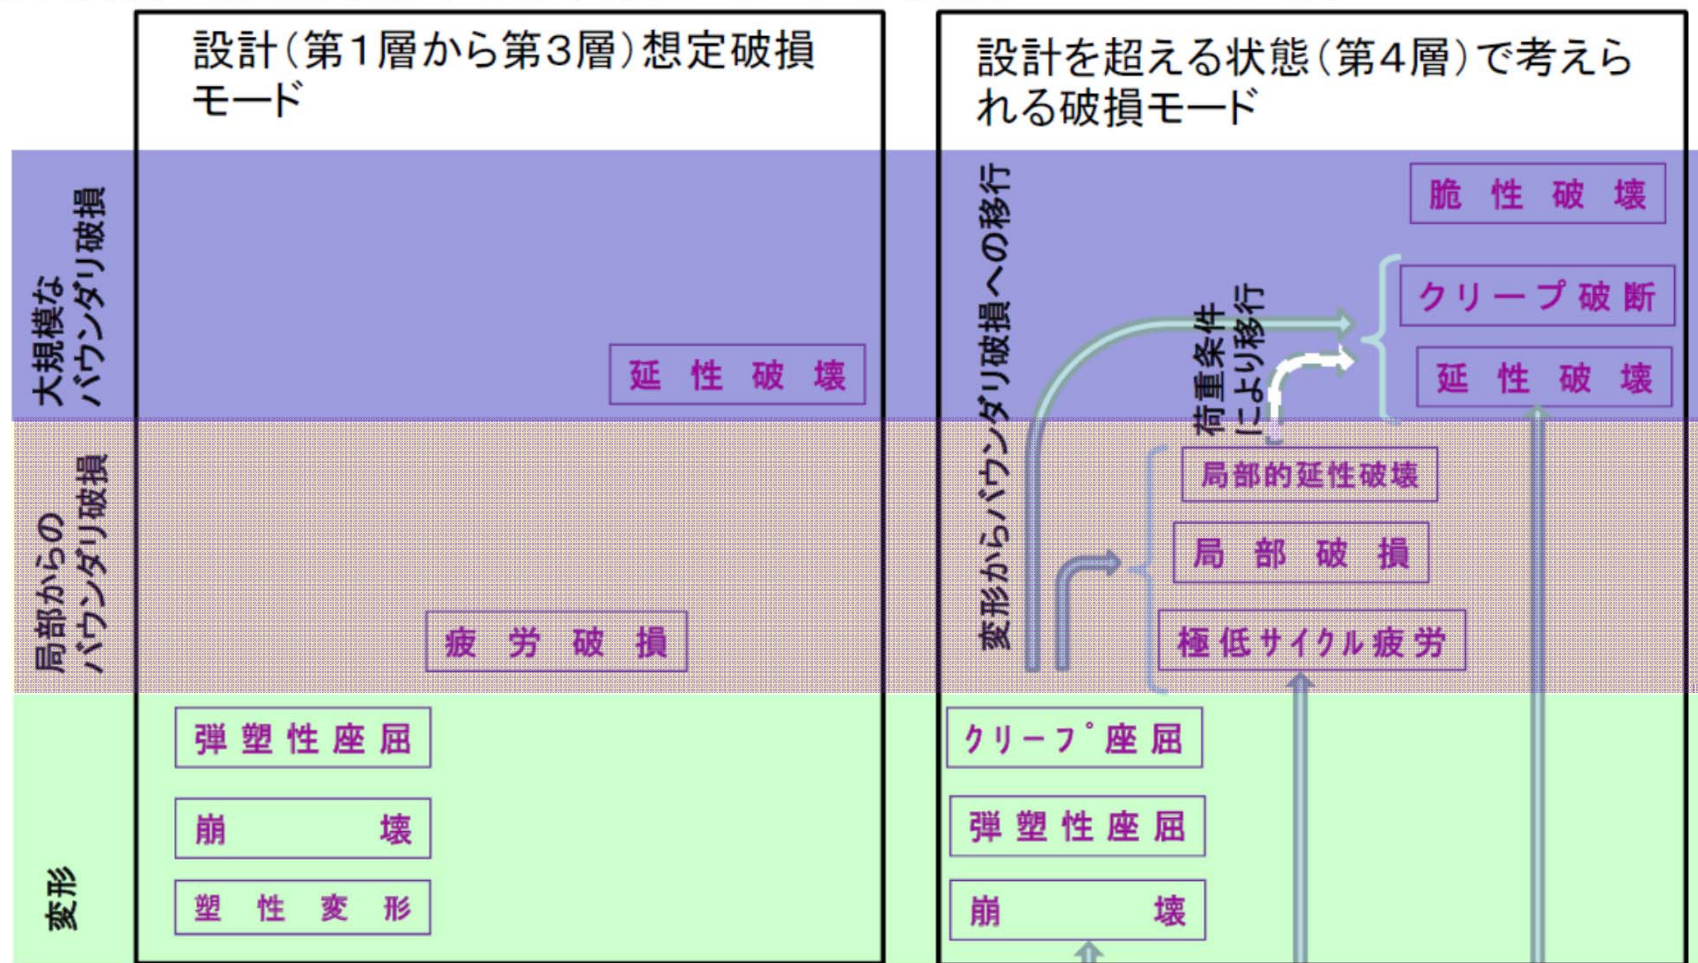 設計(第1層から第3層)想定破損
モード
設計を超える状態(第4層)で考えら
れる破損モード
大規模な
バウンダリ破損
延性破壊
変形からバウンダリ破損への移行
荷重条件
により移行
脆性破壊
クリープ破断
延性破壊
局部からの
バウンダリ破損
疲労破損
局部的延性破壊
局部破損
極低サイクル疲労
変形
弾塑性座屈
崩壊
塑性変形
クリープ座屈
弾塑性座屈
崩壊